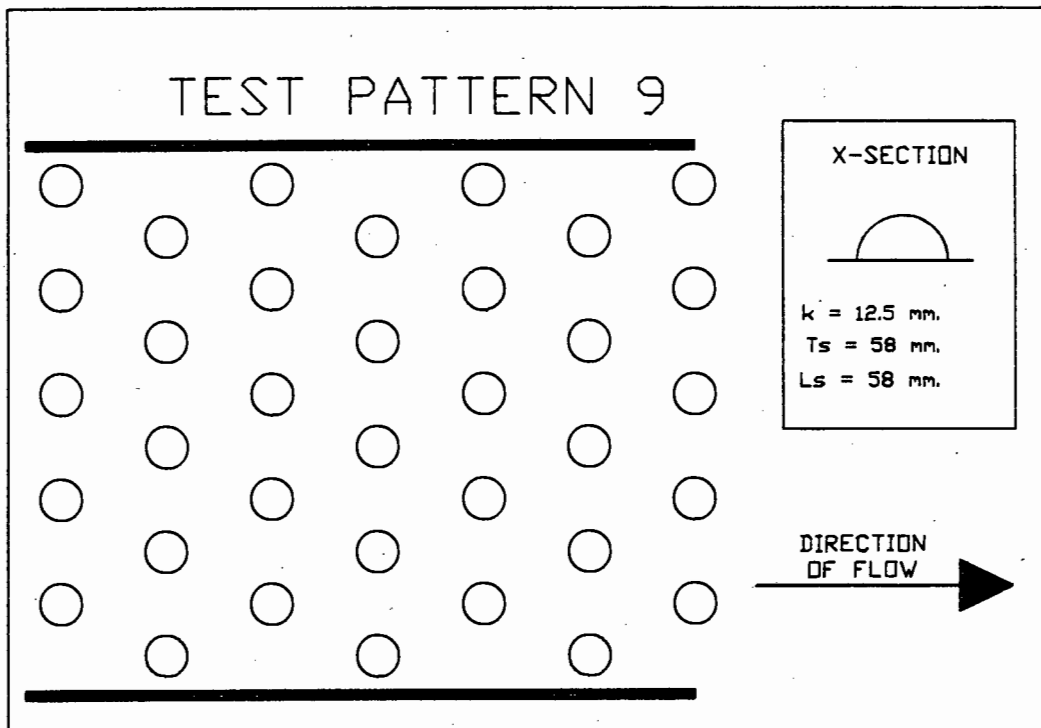 TEST PATTERN 9
X-SECTION
k = 12.5 mm.
Ts = 58 mm.
Ls = 58 mm.
DIRECTION
OF FLOW